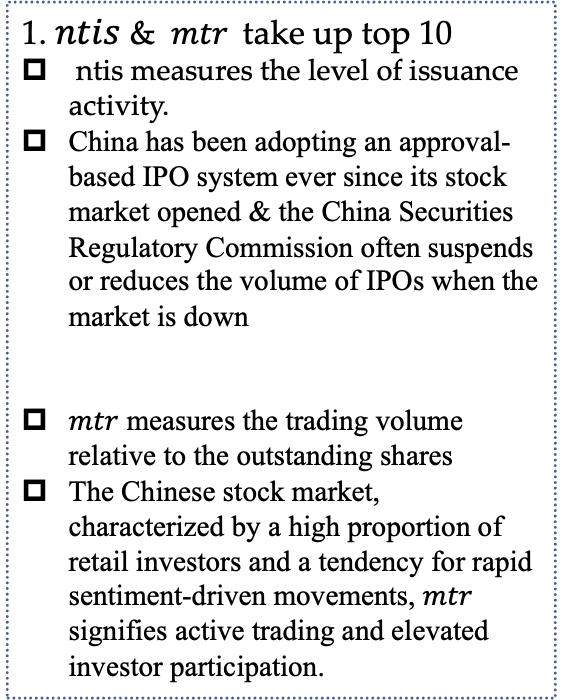 1. ntis & mtr take up top 10
ntis measures the level of issuance
activity.
China has been adopting an approval-
based IPO system ever since its stock
market opened & the China Securities
Regulatory Commission often suspends
or reduces the volume of IPOs when the
market is down
mtr measures the trading volume
relative to the outstanding shares
The Chinese stock market,
characterized by a high proportion of
retail investors and a tendency for rapid
sentiment-driven movements, mtr
signifies active trading and elevated
investor participation.